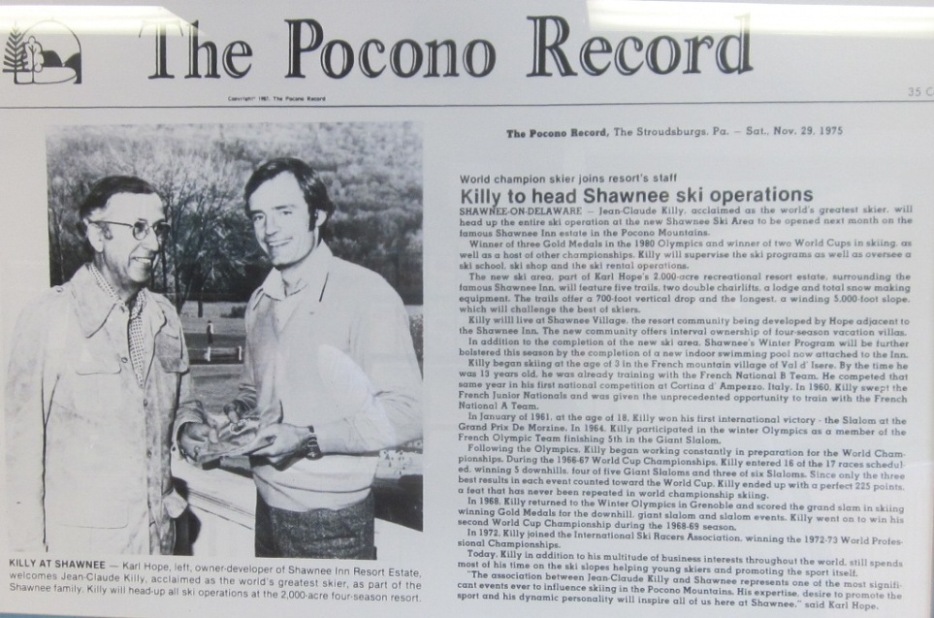 The Pocono Record
Copyright 1987, The Pocono Record
35 C
The Pocono Record, The Stroudsburgs, Pa. — Sat., Nov. 29, 1975
World champion skier joins resort's staff
Killy to head Shawnee ski operations
SHAWNEE-ON-DELAWARE — Jean-Claude Killy, acclaimed as the world's greatest skier, will
head up the entire ski operation at the new Shawnee Ski Area to be opened next month on the
famous Shawnee Inn estate in the Pocono Mountains.
Winner of three Gold Medals in the 1980 Olympics and winner of two World Cups in skiing, as
well as a host of other championships. Killy will supervise the ski programs as well as oversee a
ski school, ski shop and the ski rental operations.
The new ski area, part of Karl Hope's 2,000-acre recreational resort estate, surrounding the
famous Shawnee Inn, will feature five trails, two double chairlifts, a lodge and total snow making
equipment. The trails offer a 700-foot vertical drop and the longest, a winding 5,000-foot slope,
which will challenge the best of skiers.
Killy will live at Shawnee Village, the resort community being developed by Hope adjacent to
the Shawnee Inn. The new community offers interval ownership of four-season vacation villas.
In addition to the completion of the new ski area, Shawnee's Winter Program will be further
bolstered this season by the completion of a new indoor swimming pool now attached to the Inn.
Killy began skiing at the age of 3 in the French mountain village of Val d' Isere. By the time he
was 13 years old, he was already training with the French National B Team. He competed that
same year in his first national competition at Cortina d' Ampezzo, Italy. In 1960, Killy swept the
French Junior Nationals and was given the unprecedented opportunity to train with the French
National A Team.
In January of 1961, at the age of 18, Killy won his first international victory - the Slalom at the
Grand Prix De Morzine. In 1964, Killy participated in the winter Olympics as a member of the
French Olympic Team finishing 5th in the Giant Slalom.
Following the Olympics, Killy began working constantly in preparation for the World Cham-
pionships. During the 1966-67 World Cup Championships, Killy entered 16 of the 17 races schedul-
ed, winning 5 downhills, four of five Giant Slaloms and three of six Slaloms. Since only the three
best results in each event counted toward the World Cup, Killy ended up with a perfect 225 points,
a feat that has never been repeated in world championship skiing.
In 1968, Killy returned to the Winter Olympics in Grenoble and scored the grand slam in skiing
winning Gold Medals for the downhill, giant slalom and slalom events. Killy went on to win his
second World Cup Championship during the 1968-69 season.
In 1972, Killy joined the International Ski Racers Association, winning the 1972-73 World Profes-
sional Championships.
Today, Killy in addition to his multitude of business interests throughout the world, still spends
most of his time on the ski slopes helping young skiers and promoting the sport itself.
"The association between Jean-Claude Killy and Shawnee represents one of the most signifi-
cant events ever to influence skiing in the Pocono Mountains. His expertise, desire to promote the
sport and his dynamic personality will inspire all of us here at Shawnee," said Karl Hope.
KILLY AT SHAWNEE — Karl Hope, left, owner-developer of Shawnee Inn Resort Estate,
welcomes Jean-Claude Killy, acclaimed as the world's greatest skier, as part of the
Shawnee family. Killy will head-up all ski operations at the 2,000-acre four-season resort.